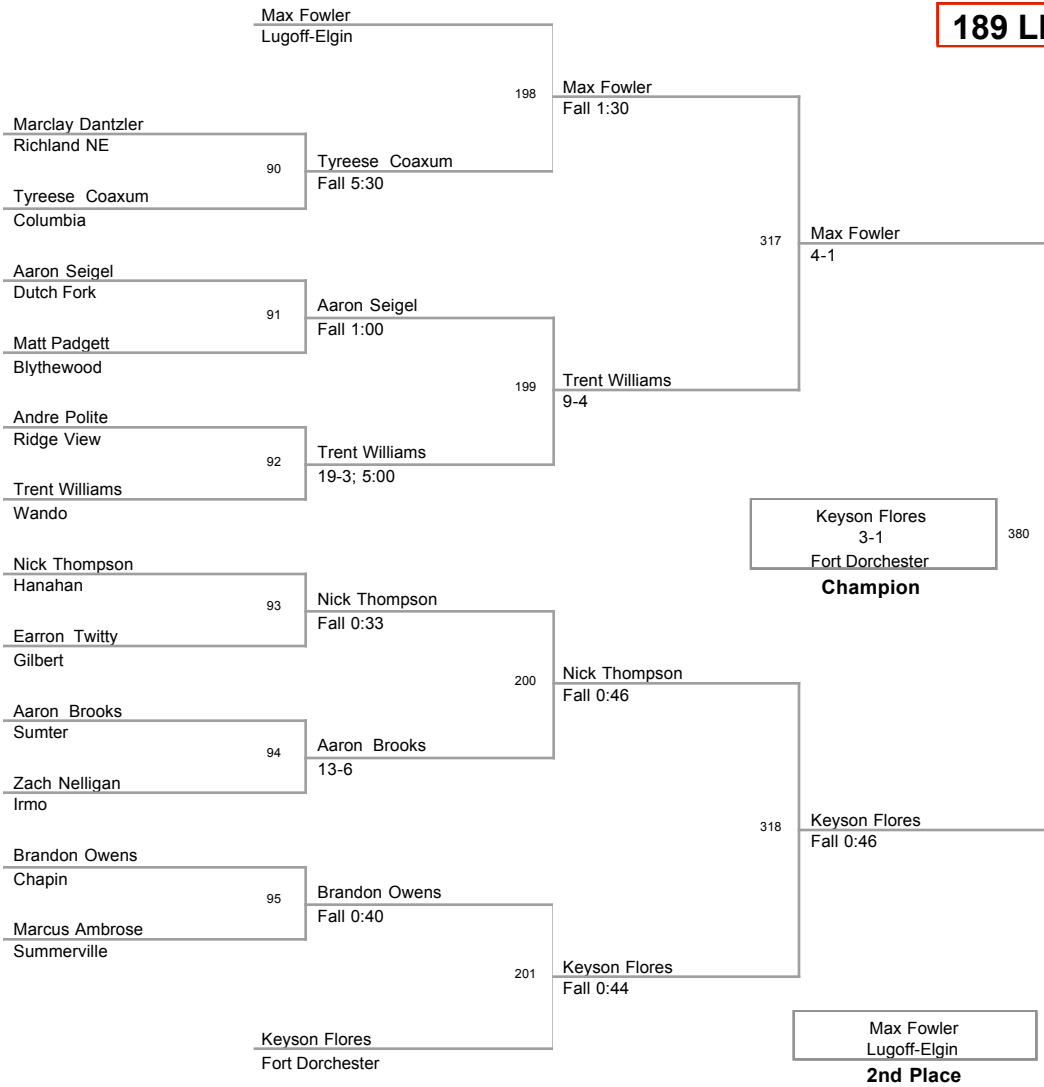 Max Fowler
Lugoff-Elgin
189 L
198
Max Fowler
Fall 1:30
Marclay Dantzler
Richland NE
90
Tyreese Coaxum
Fall 5:30
Tyreese Coaxum
Columbia
317
Max Fowler
4-1
Aaron Seigel
Dutch Fork
91
Aaron Seigel
Fall 1:00
Matt Padgett
Blythewood
199
Trent Williams
9-4
Andre Polite
Ridge View
92
Trent Williams
19-3; 5:00
Trent Williams
Wando
Keyson Flores
3-1
Fort Dorchester
380
Champion
Nick Thompson
Hanahan
93
Nick Thompson
Fall 0:33
Earron Twitty
Gilbert
200
Nick Thompson
Fall 0:46
Aaron Brooks
Sumter
94
Aaron Brooks
13-6
Zach Nelligan
Irmo
318
Keyson Flores
Fall 0:46
Brandon Owens
Chapin
95
Brandon Owens
Fall 0:40
Marcus Ambrose
Summerville
201
Keyson Flores
Fall 0:44
Keyson Flores
Fort Dorchester
Max Fowler
Lugoff-Elgin
2nd Place